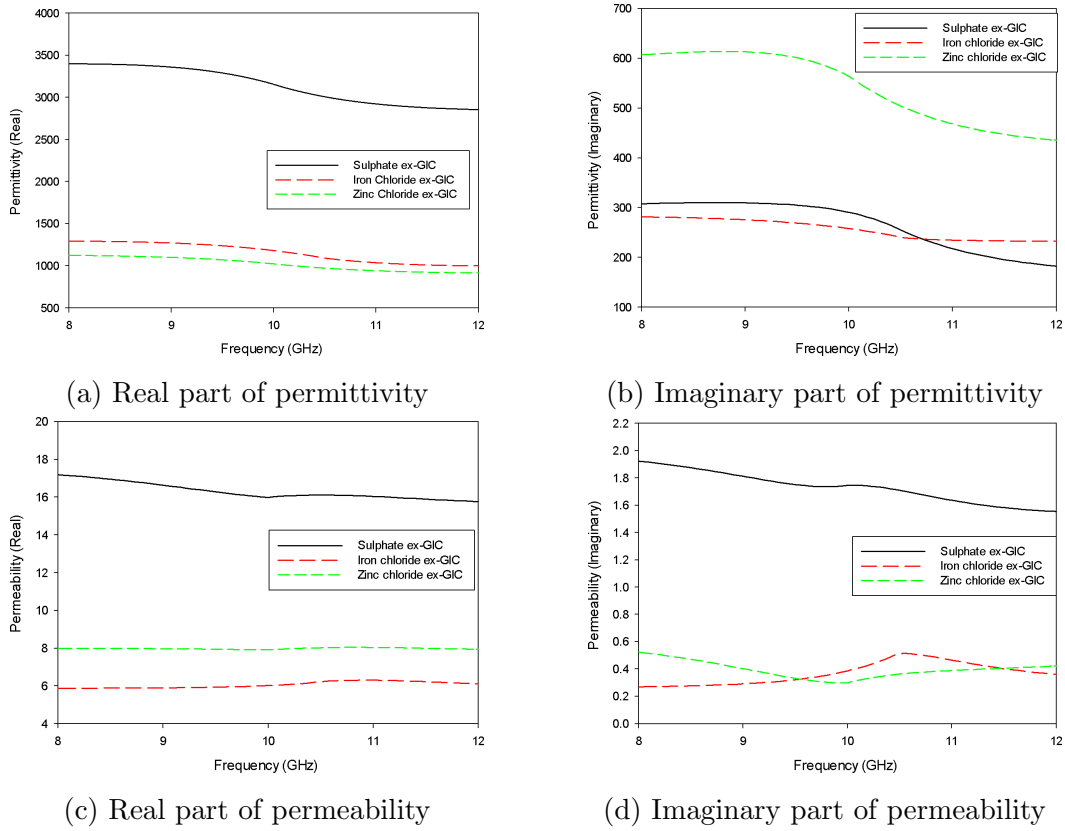 4000
3500
3000
2500
2000
1500
1000
500
Permittivity (Real)
Sulphate ex-GIC
Iron Chloride ex-GIC
Zinc Chloride ex-GIC
8 9 10 11 12
Frequency (GHz)
(a) Real part of permittivity
700
600
500
400
300
200
100
Permittivity (Imaginary)
Sulphate ex-GIC
Iron chloride ex-GIC
Zinc chloride ex-GIC
8 9 10 11 12
Frequency (GHz)
(b) Imaginary part of permittivity
20
18
16
14
12
10
8
6
4
Permeability (Real)
Sulphate ex-GIC
Iron chloride ex-GIC
Zinc chloride ex-GIC
8 9 10 11 12
Frequency (GHz)
(c) Real part of permeability
2.2
2.0
1.8
1.6
1.4
1.2
1.0
0.8
0.6
0.4
0.2
0.0
Permeability (Imaginary)
Sulphate ex-GIC
Iron chloride ex-GIC
Zinc chloride ex-GIC
8 9 10 11 12
Frequency (GHz)
(d) Imaginary part of permeability